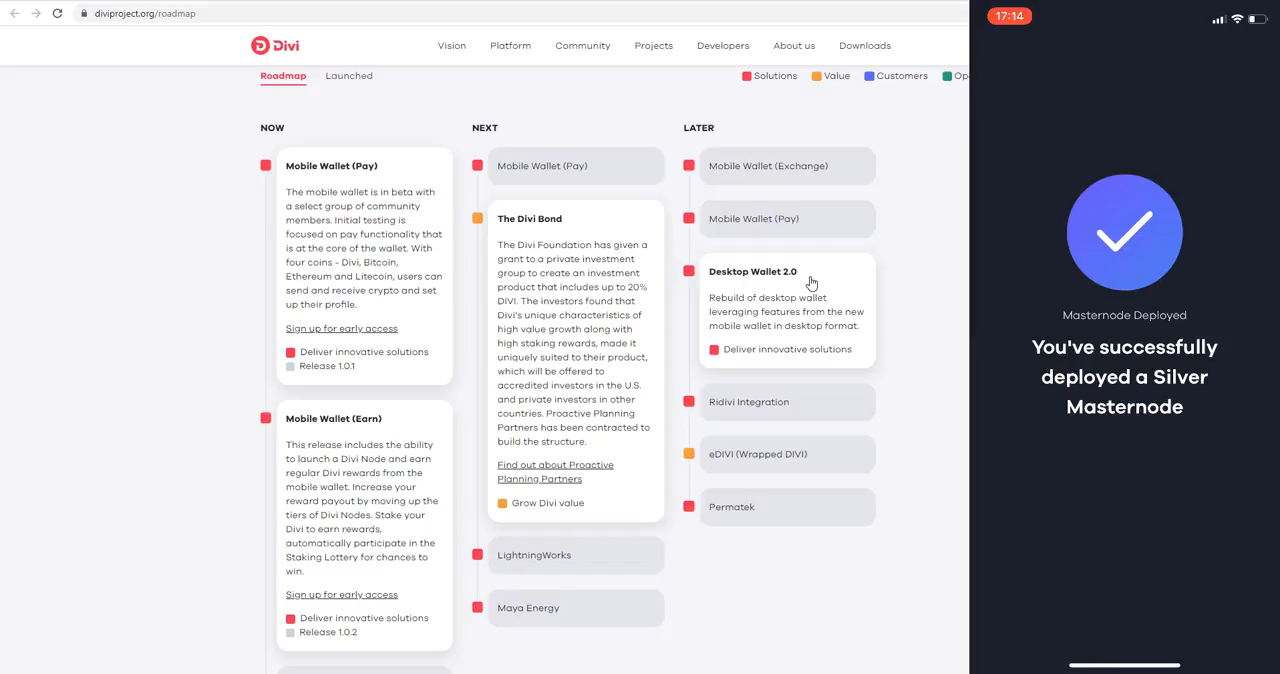 diviproject.org/roadmap
17:14
Divi
Vision Platform Community Projects Developers About us Downloads
Roadmap Launched
Solutions Value Customers
NOW
Mobile Wallet (Pay)
The mobile wallet is in beta with
a select group of community
members. Initial testing is
focused on pay functionality that
is at the core of the wallet. With
four coins - Divi, Bitcoin,
Ethereum and Litecoin, users can
send and receive crypto and set
up their profile.
Sign up for early access
Deliver innovative solutions
Release 1.0.1
Mobile Wallet (Earn)
This release includes the ability
to launch a Divi Node and earn
regular Divi rewards from the
mobile wallet. Increase your
reward payout by moving up the
tiers of Divi Nodes. Stake your
Divi to earn rewards,
automatically participate in the
Staking Lottery for chances to
win.
Sign up for early access
Deliver innovative solutions
Release 1.0.2
NEXT
Mobile Wallet (Pay)
The Divi Bond
The Divi Foundation has given a
grant to a private investment
group to create an investment
product that includes up to 20%
DIVI. The investors found that
Divi's unique characteristics of
high value growth along with
high staking rewards, made it
uniquely suited to their product,
which will be offered to
accredited investors in the U.S.
and private investors in other
countries. Proactive Planning
Partners has been contracted to
build the structure.
Find out about Proactive
Planning Partners
Grow Divi value
LightningWorks
Maya Energy
LATER
Mobile Wallet (Exchange)
Mobile Wallet (Pay)
Desktop Wallet 2.0
Rebuild of desktop wallet
leveraging features from the new
mobile wallet in desktop format.
Deliver innovative solutions
Ridivi Integration
eDIVI (Wrapped DIVI)
Permatek
Masternode Deployed
You've successfully
deployed a Silver
Masternode